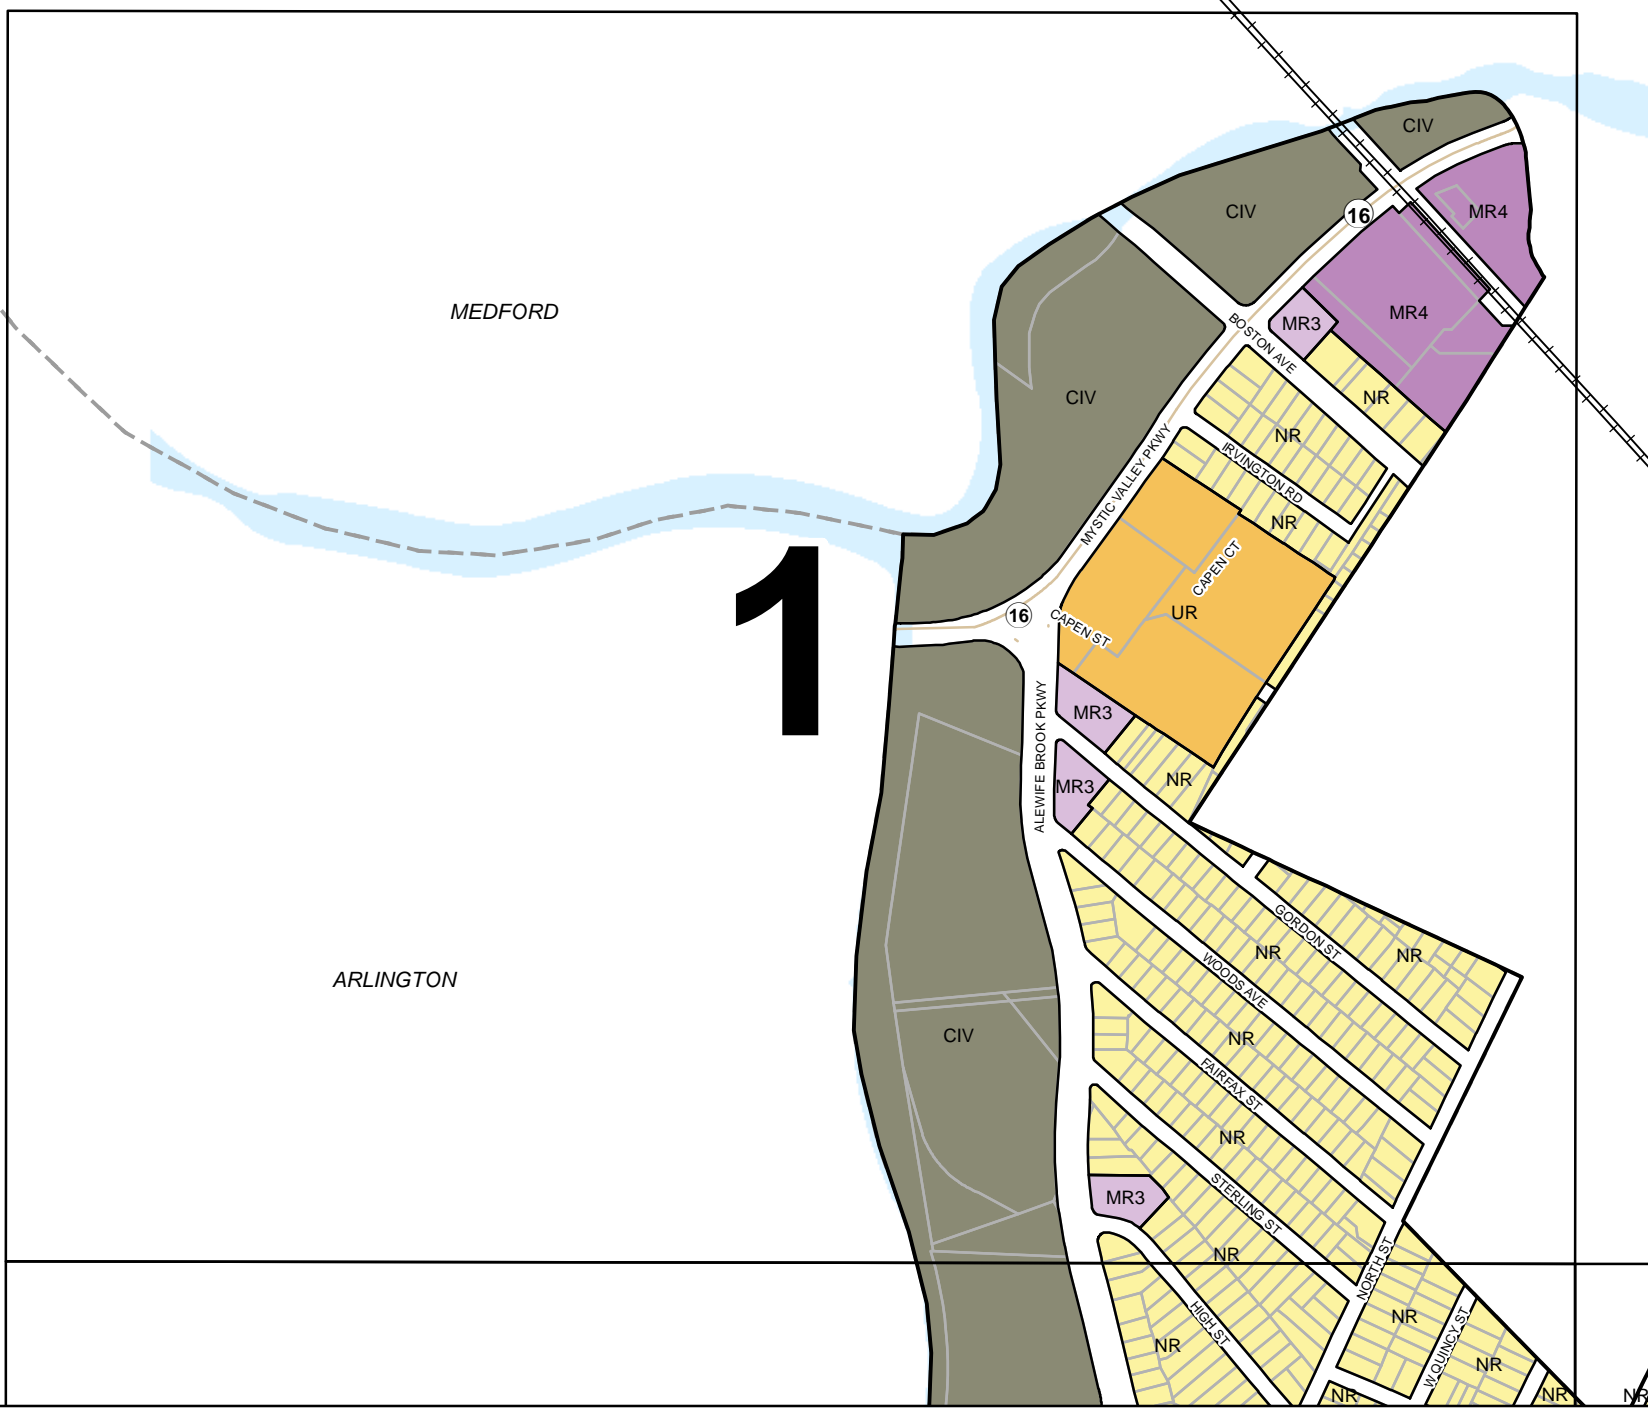 CIV
CIV
MR4
16
MEDFORD
MR4
MR3
BOSTON AVE
CIV
NR
NR
MYSTIC VALLEY PKWY
IRVINGTON RD
NR
1
CAPEN CT
16
CAPEN ST
UR
ALEWIFE BROOK PKWY
MR3
NR
MR3
GORDON ST
NR
NR
WOODS AVE
ARLINGTON
CIV
NR
FAIRFAX ST
NR
MR3
STERLING ST
NR
NORTH ST
HIGH ST
NR
W QUINCY ST
NR
NR
NR
NR
NR